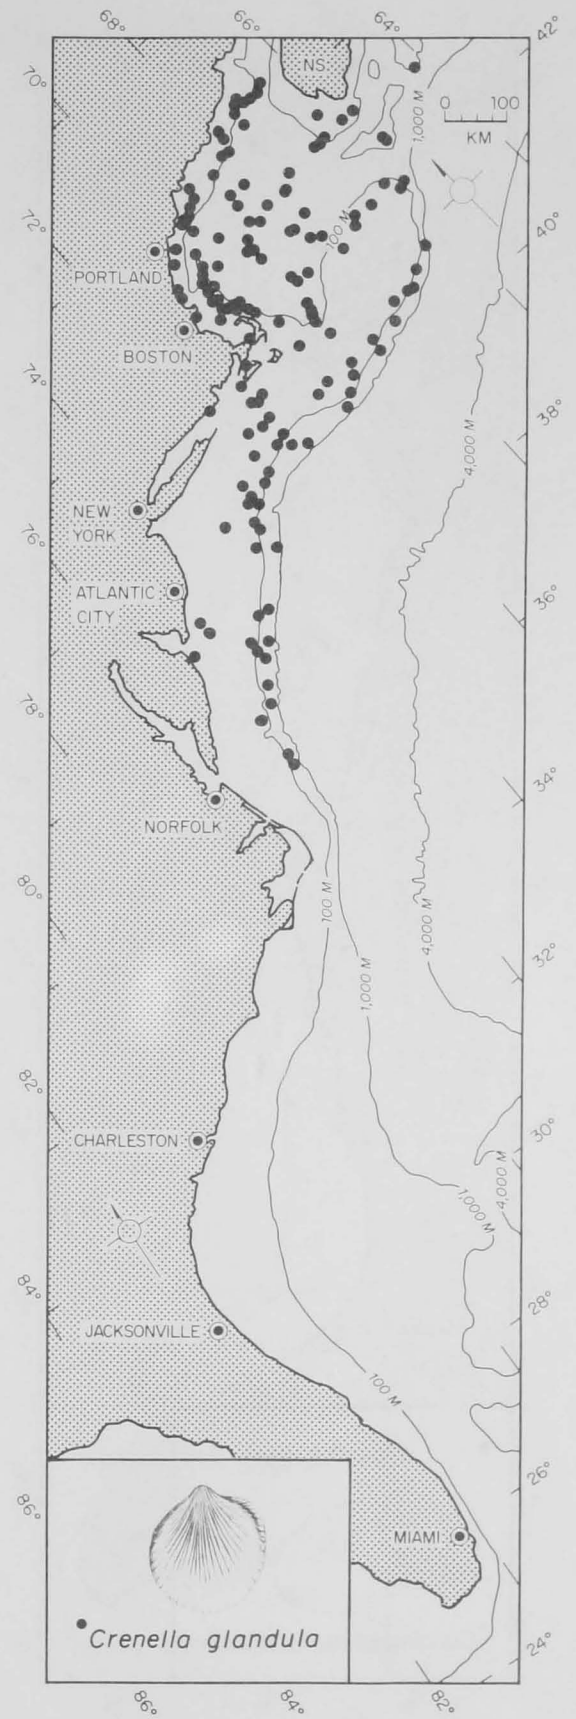 68°
66°
64°
42°
70°
NS
0 100
KM
1,000 M
72°
100 M
40°
PORTLAND
BOSTON
74°
38°
4,000 M
NEW
YORK
76°
ATLANTIC
CITY
36°
78°
34°
NORFOLK
80°
100 M
4,000 M
32°
1,000 M
82°
CHARLESTON
30°
4,000 M
1,000 M
84°
28°
JACKSONVILLE
100 M
26°
86°
MIAMI
Crenella glandula
24°
86°
84°
82°